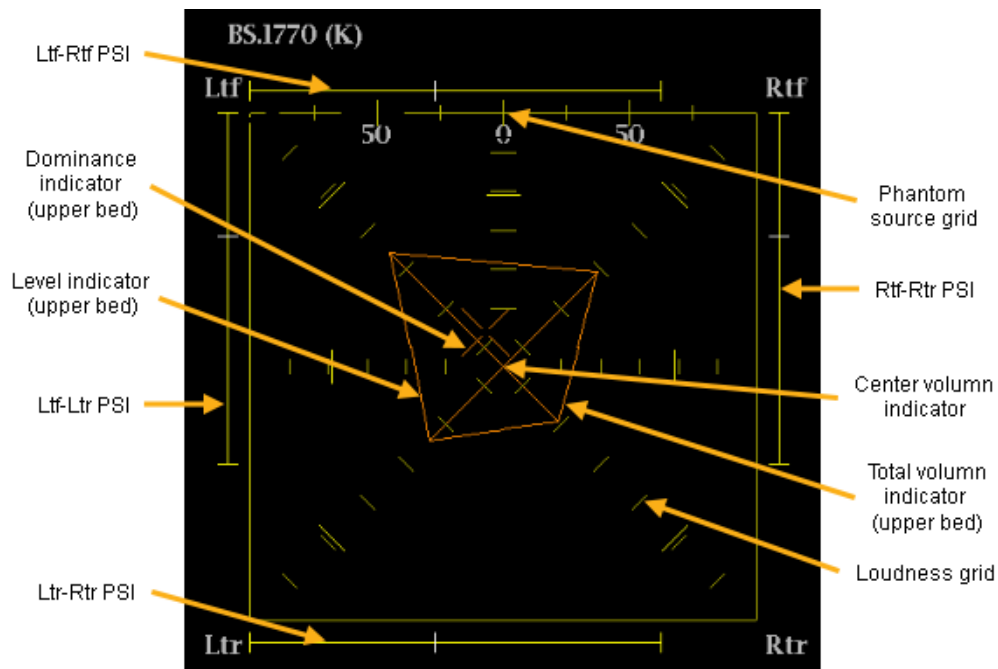 BS.1770 (K)
Ltf-Rtf PSI
Ltf
Rtf
50
0
50
Dominance
indicator
(upper bed)
Phantom
source grid
Level indicator
(upper bed)
Rtf-Rtr PSI
Ltf-Ltr PSI
Center volumn
indicator
Total volumn
indicator
(upper bed)
Loudness grid
Ltr-Rtr PSI
Ltr
Rtr